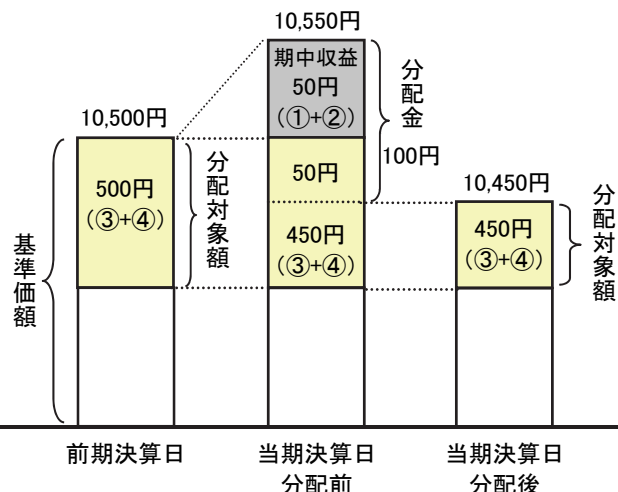 10,550円
期中収益
50円
(①+②)
分配金
100円
10,500円
500円
(③+④)
分配対象額
50円
450円
(③+④)
10,450円
450円
(③+④)
分配対象額
基準価額
前期決算日
当期決算日
分配前
当期決算日
分配後